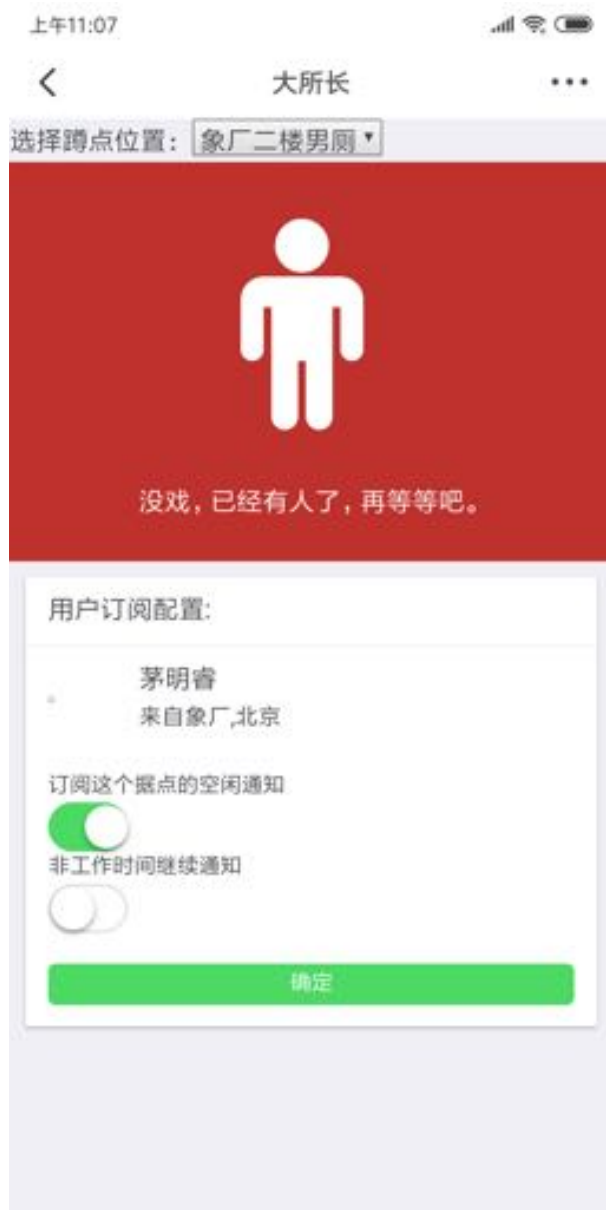 上午11:07
大所长
选择蹲点位置: 象厂二楼男厕
没戏,已经有人了,再等等吧。
用户订阅配置:
茅明睿
来自象厂,北京
订阅这个据点的空闲通知
非工作时间继续通知
确定